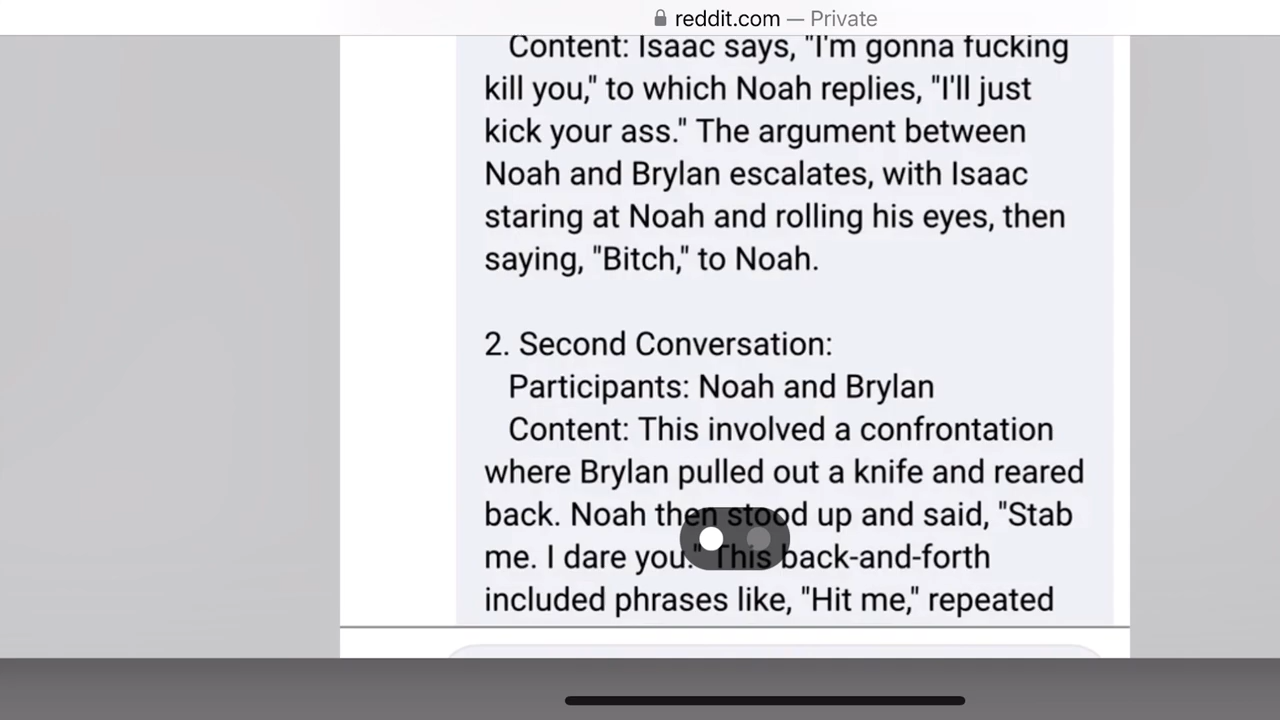 reddit.com — Private
Content: Isaac says, "I'm gonna fucking
kill you," to which Noah replies, "I'll just
kick your ass." The argument between
Noah and Brylan escalates, with Isaac
staring at Noah and rolling his eyes, then
saying, "Bitch," to Noah.
2. Second Conversation:
Participants: Noah and Brylan
Content: This involved a confrontation
where Brylan pulled out a knife and reared
back. Noah then stood up and said, "Stab
me. I dare you." This back-and-forth
included phrases like, "Hit me," repeated